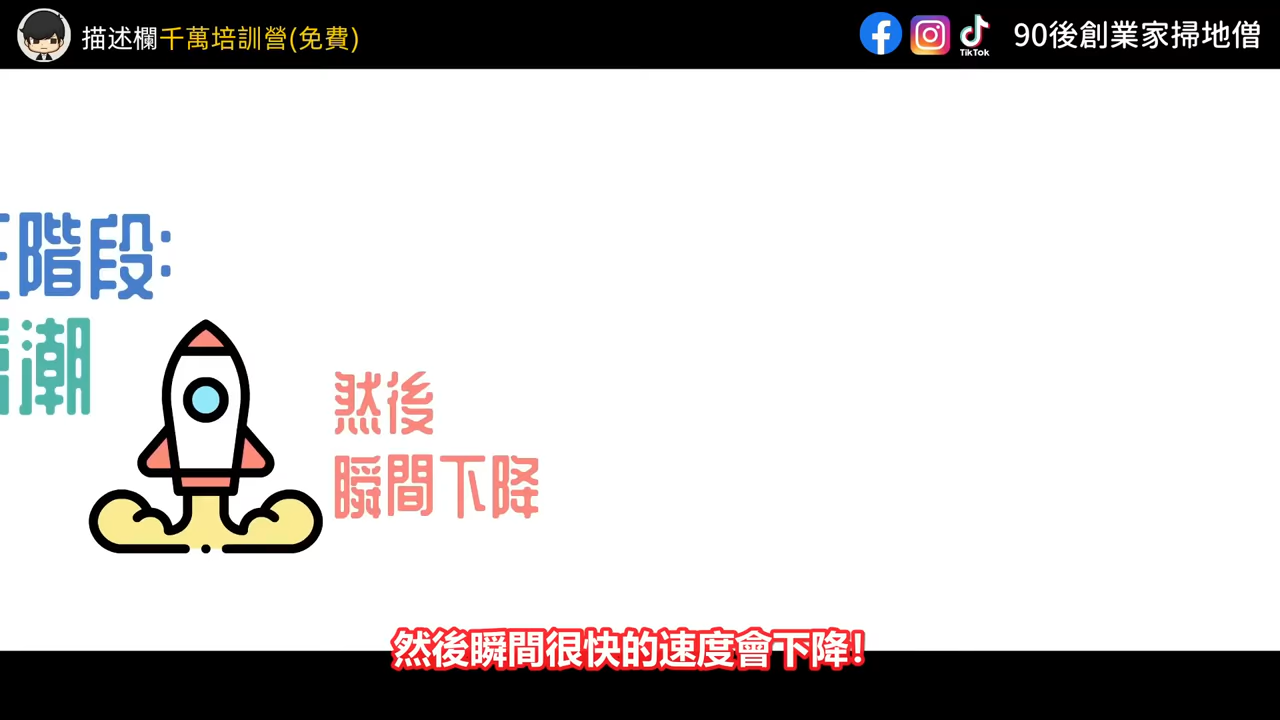 描述欄千萬培訓營(免費)
TikTok
90後創業家掃地僧
階段:
潮
然後
瞬間下降
然後瞬間很快的速度會下降!